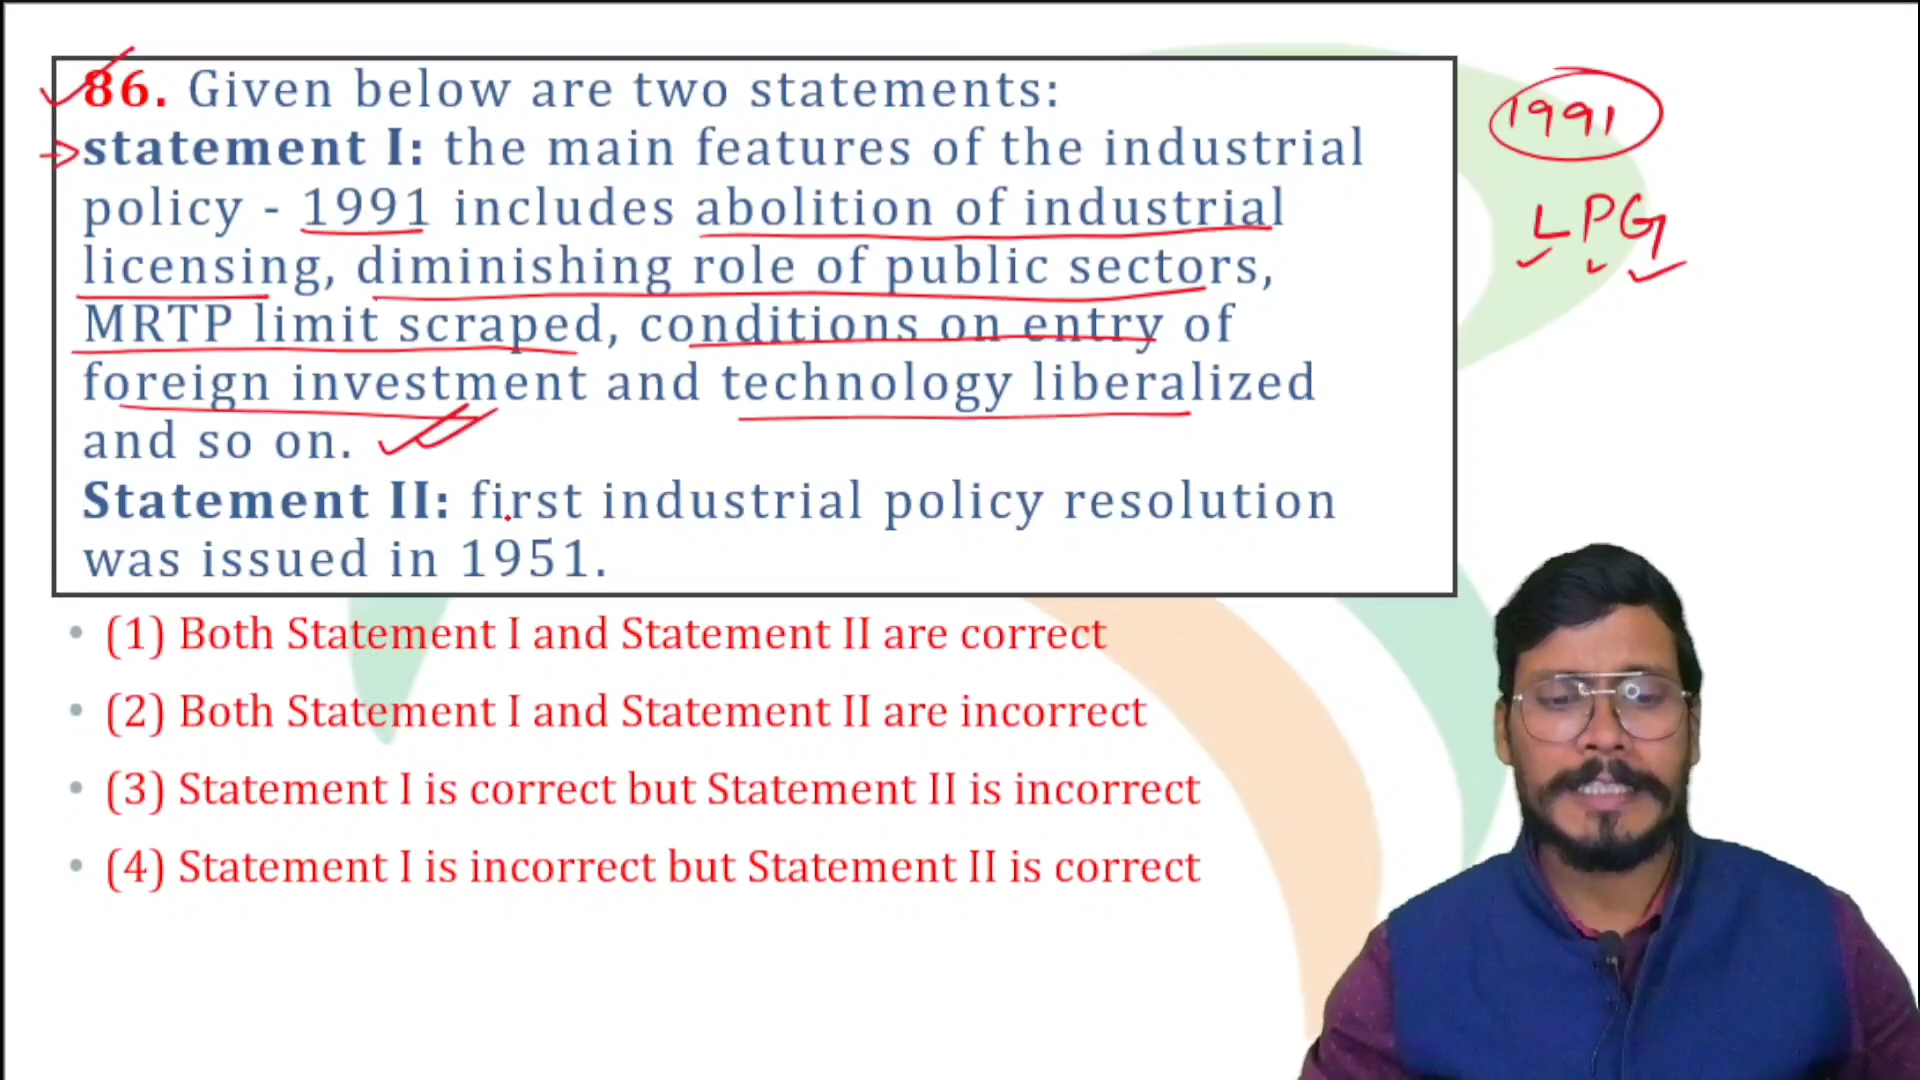 86. Given below are two statements:
statement I: the main features of the industrial
policy - 1991 includes abolition of industrial
licensing, diminishing role of public sectors,
MRTP limit scraped, conditions on entry of
foreign investment and technology liberalized
and so on.
Statement II: first industrial policy resolution
was issued in 1951.
• (1) Both Statement I and Statement II are correct
• (2) Both Statement I and Statement II are incorrect
• (3) Statement I is correct but Statement II is incorrect
• (4) Statement I is incorrect but Statement II is correct
1991
LPG